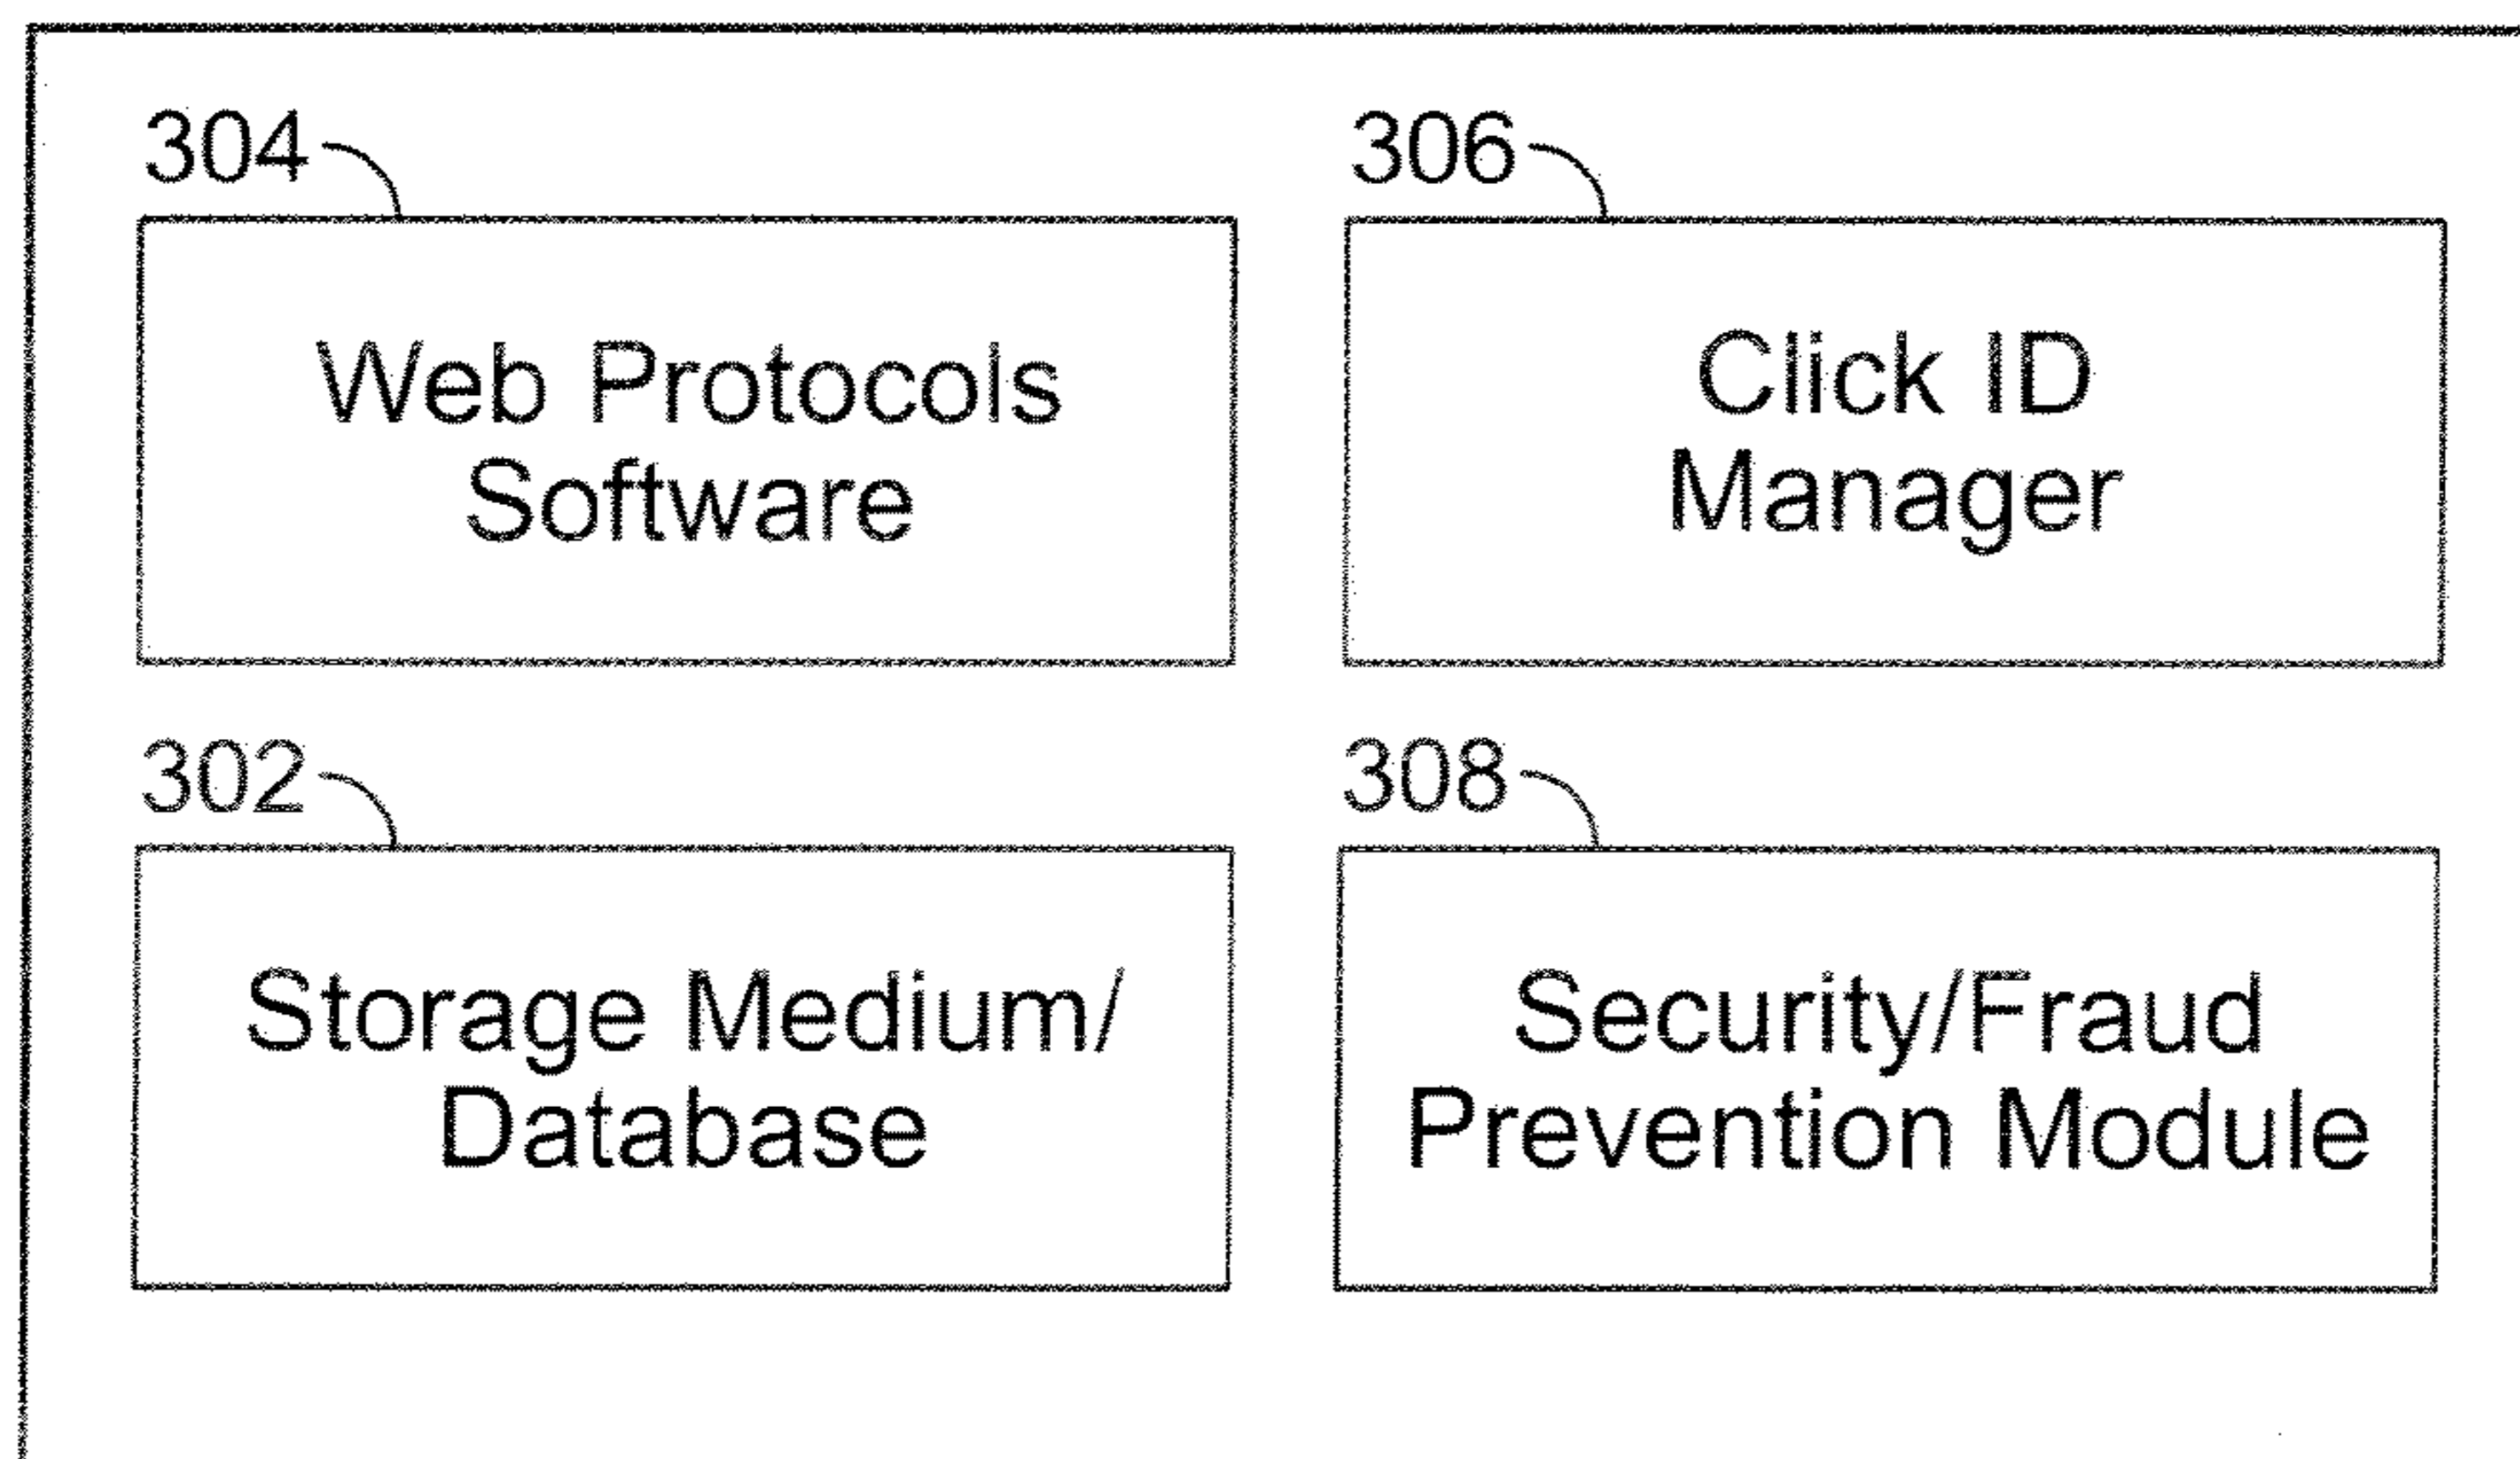 304
Web Protocols
Software
306
Click ID
Manager
302
Storage Medium/
Database
308
Security/Fraud
Prevention Module